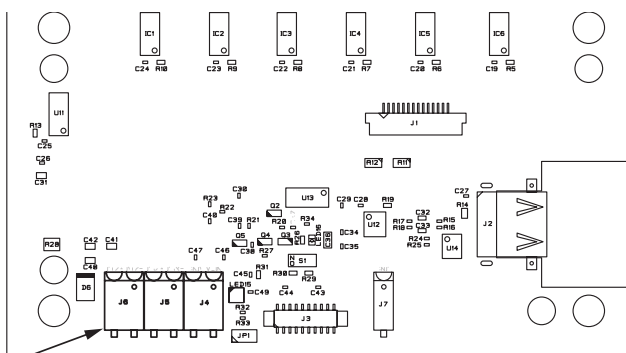 IC1 IC2 IC3 IC4 IC5 IC6
C24 R10 C23 R9 C22 R8 C21 R7 C20 R6 C19 R5
U11
R13
J1
C25
C26
R12 R11
C31
C30 U13 C27
R23 C29 C28 R19
R22 Q2 R14
C40 C39 R21 R20 R34 U12 R17 C32 R15 J2
R18 C33 R16
Q5 Q4 Q3 R26 LED16 C34
R28 C42 C41 C38 C35 R24 U14
R25
C47 C46 R27 S1
C48 C45 R31 R30 R29
D6 LED15 C49 C44 C43
J6 J5 J4 J3 J7
R32
R33
JP1